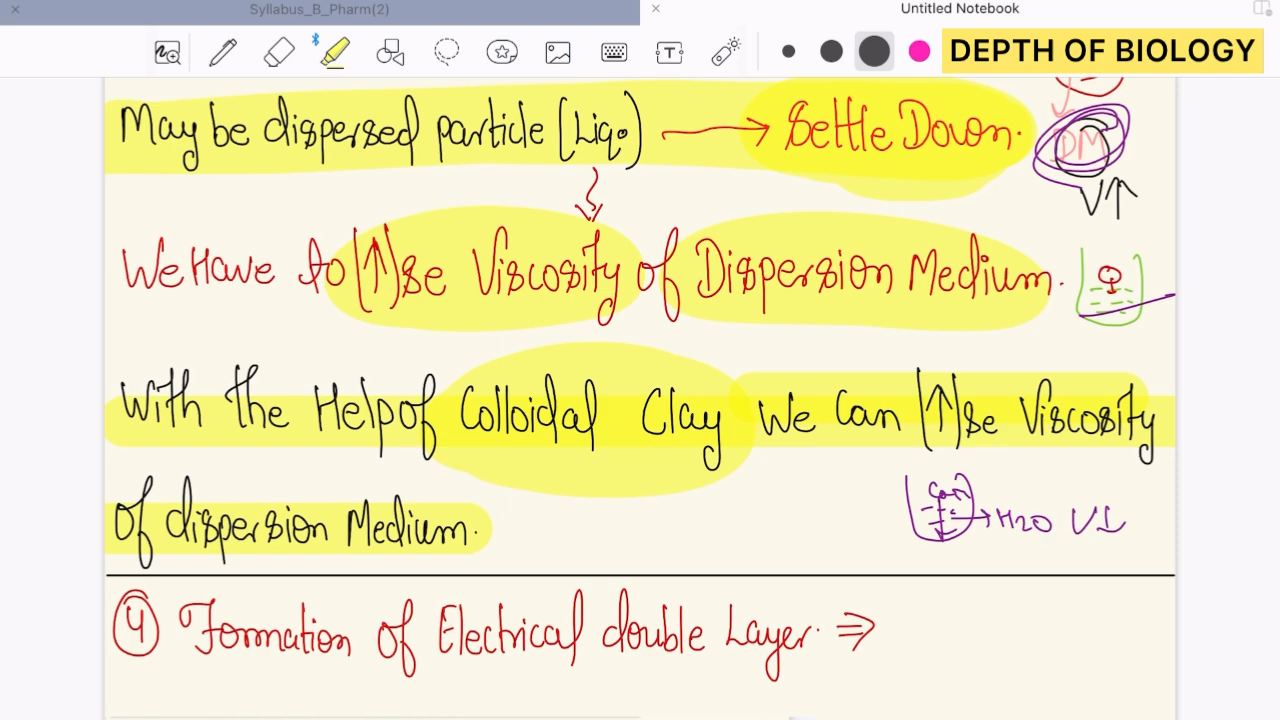 Syllabus_B_Pharm(2)
Untitled Notebook
DEPTH OF BIOLOGY
May be dispersed particle (Liq.) → Settle Down.
DM
V↑
We Have to (↑)se Viscosity of Dispersion Medium.
With the Help of Colloidal Clay We Can (↑)se Viscosity
of dispersion Medium.
→ H2O V↓
④ Formation of Electrical double Layer. ⇒